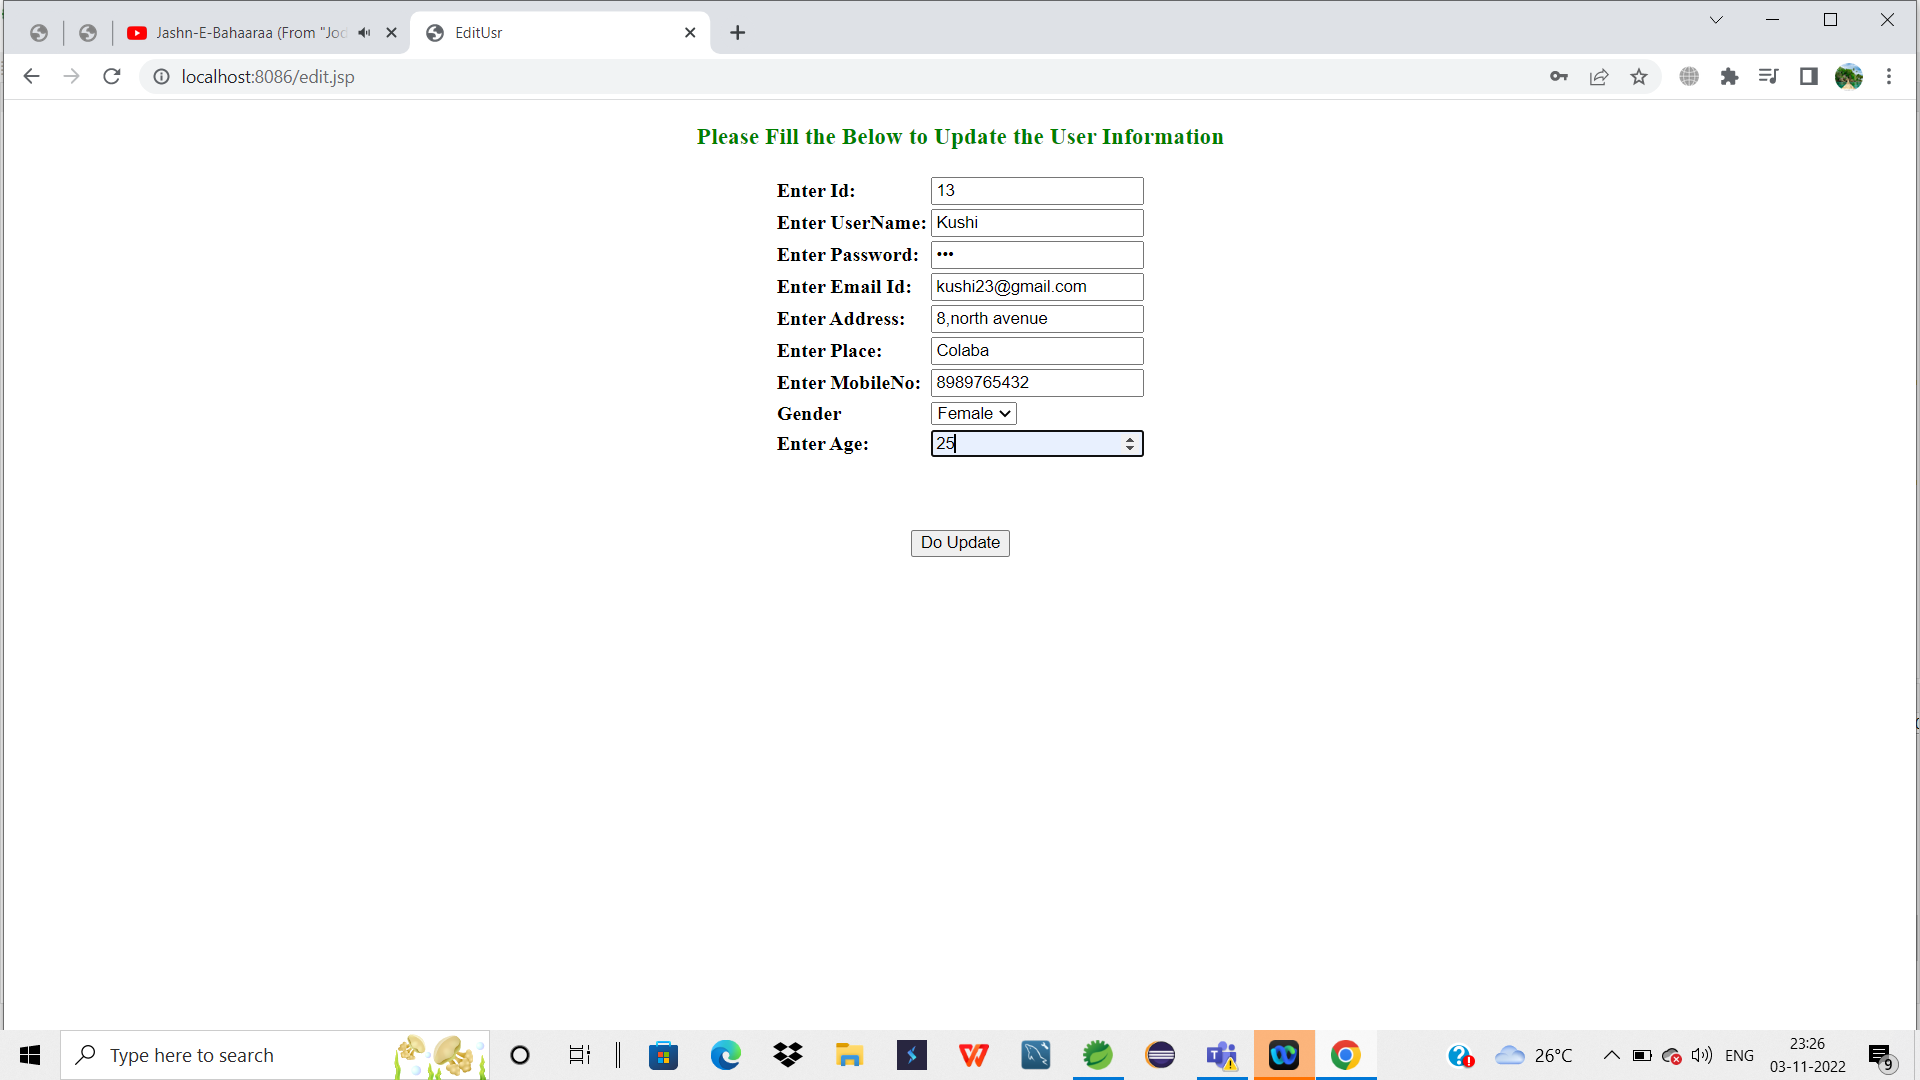 Jashn-E-Bahaaraa (From "Jod
EditUsr
localhost:8086/edit.jsp
Please Fill the Below to Update the User Information
Enter Id: 13
Enter UserName: Kushi
Enter Password: •••
Enter Email Id: kushi23@gmail.com
Enter Address: 8,north avenue
Enter Place: Colaba
Enter MobileNo: 8989765432
Gender Female
Enter Age: 25
Do Update
Type here to search
26°C
ENG
23:26
03-11-2022
9